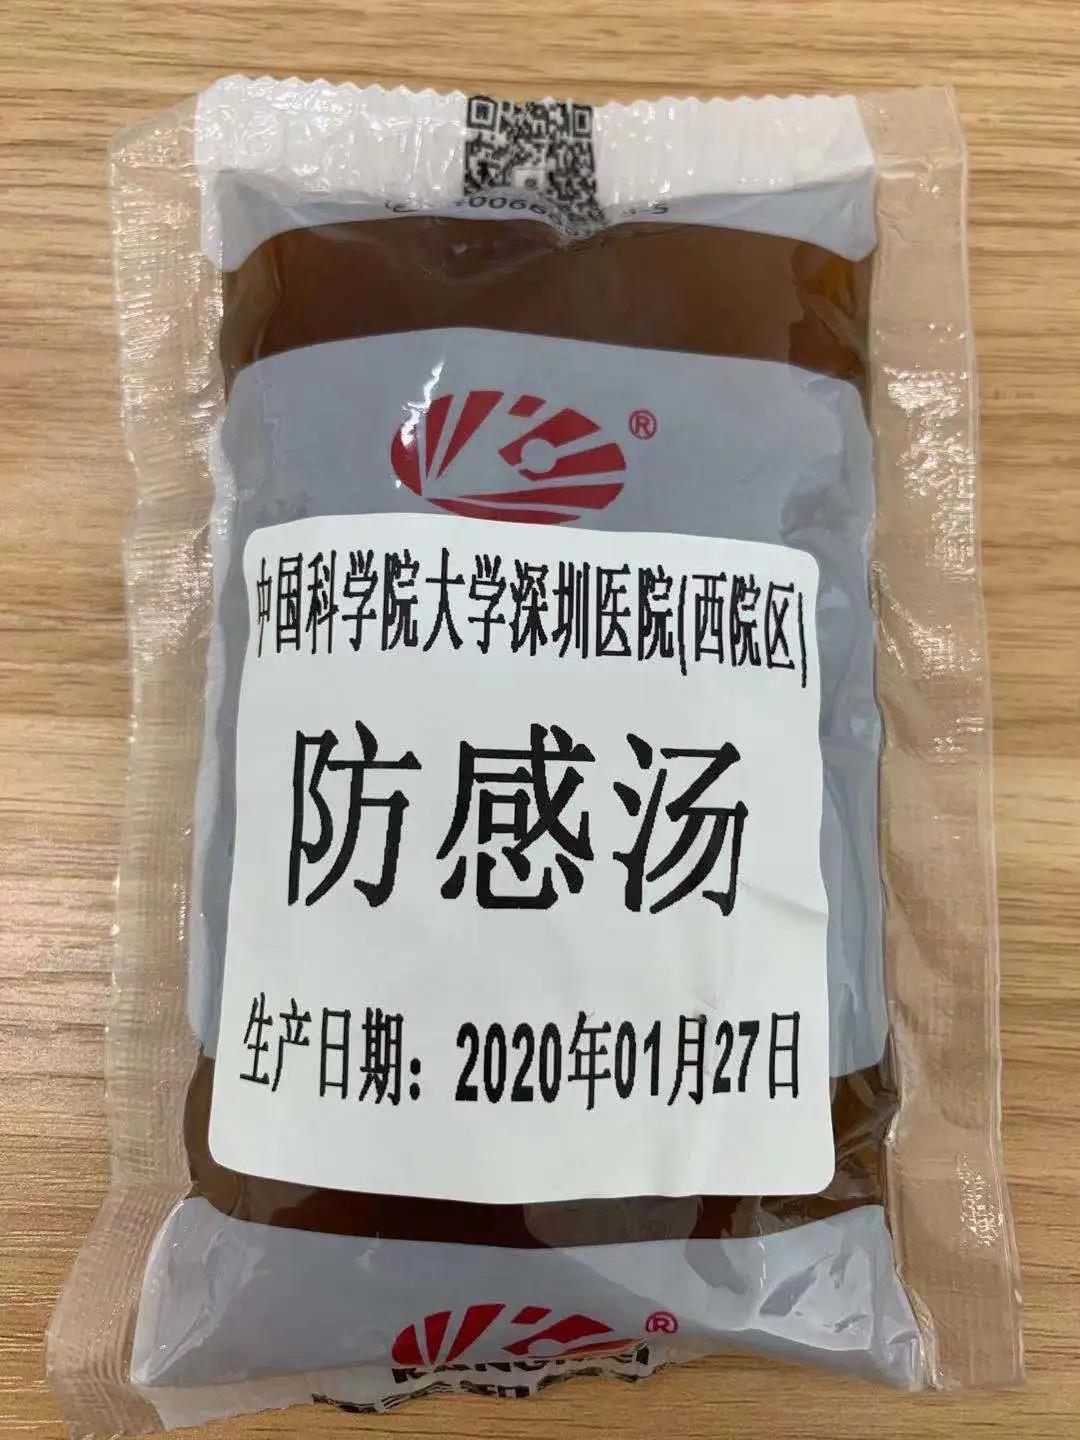 ®
中国科学院大学深圳医院(西院区)
防感汤
生产日期：2020年01月27日
®